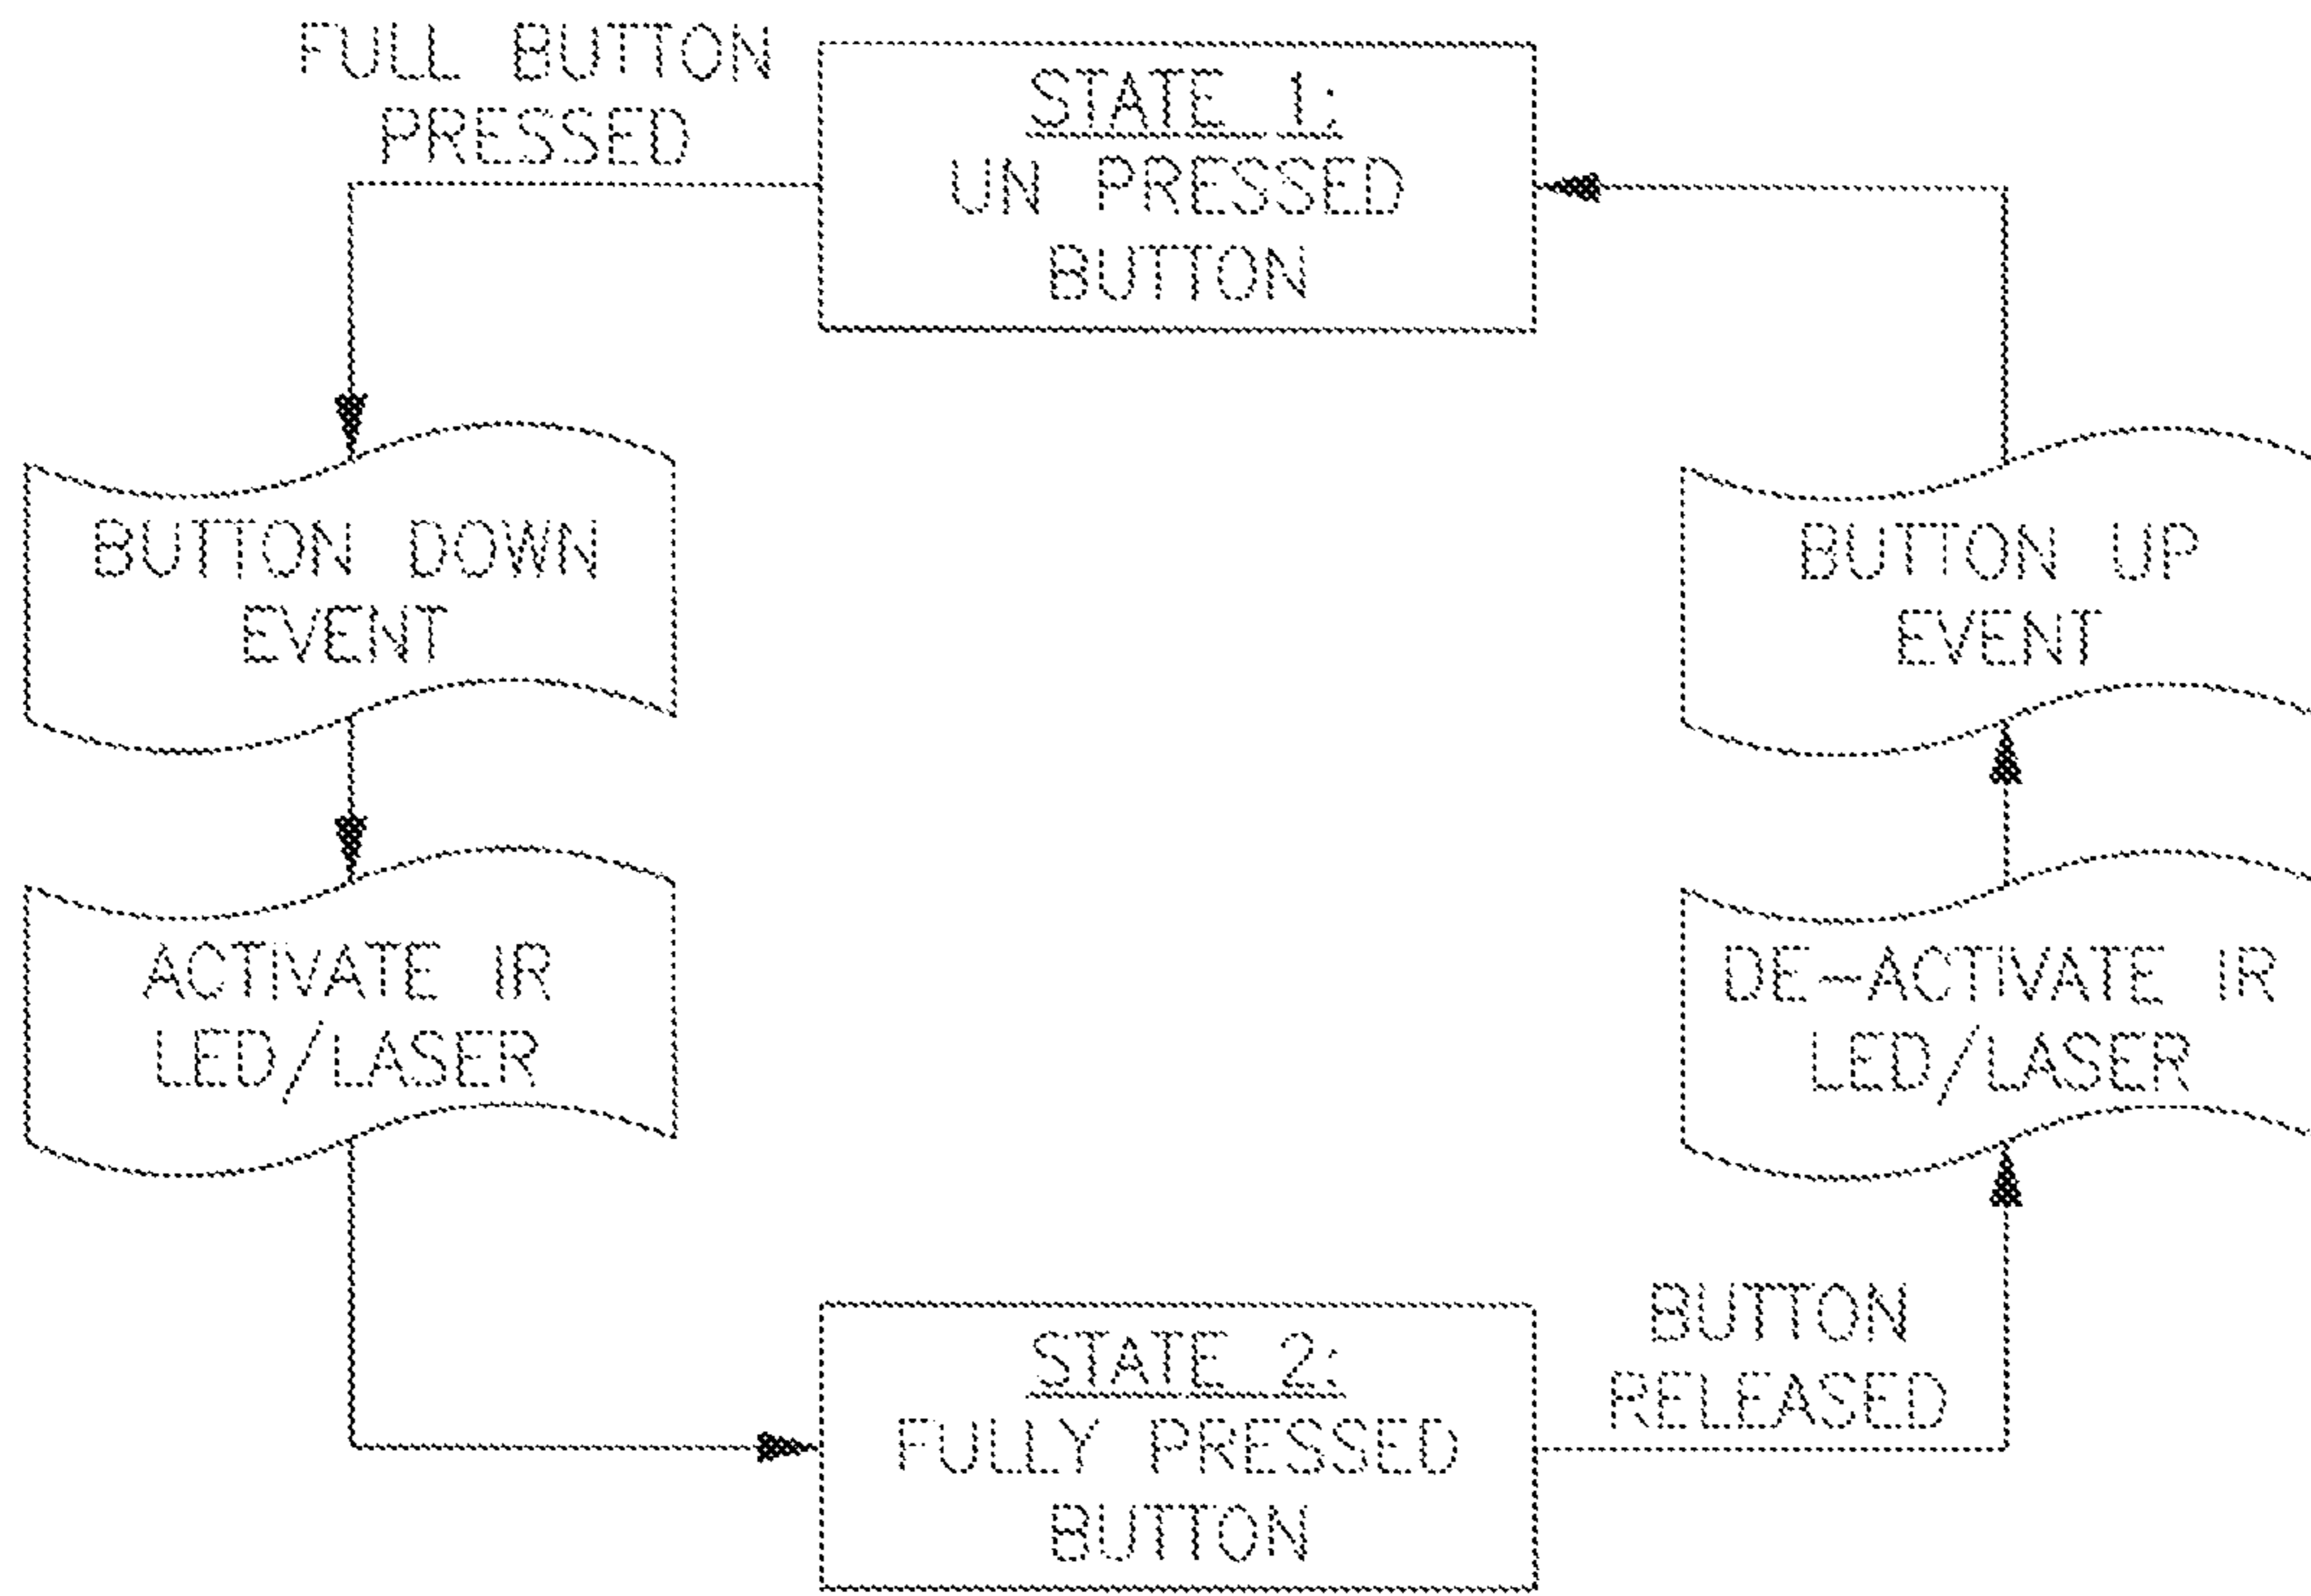 FULL BUTTON
PRESSED
STATE 1:
UN PRESSED
BUTTON
BUTTON DOWN
EVENT
BUTTON UP
EVENT
ACTIVATE IR
LED/LASER
DE-ACTIVATE IR
LED/LASER
STATE 2:
FULLY PRESSED
BUTTON
BUTTON
RELEASED